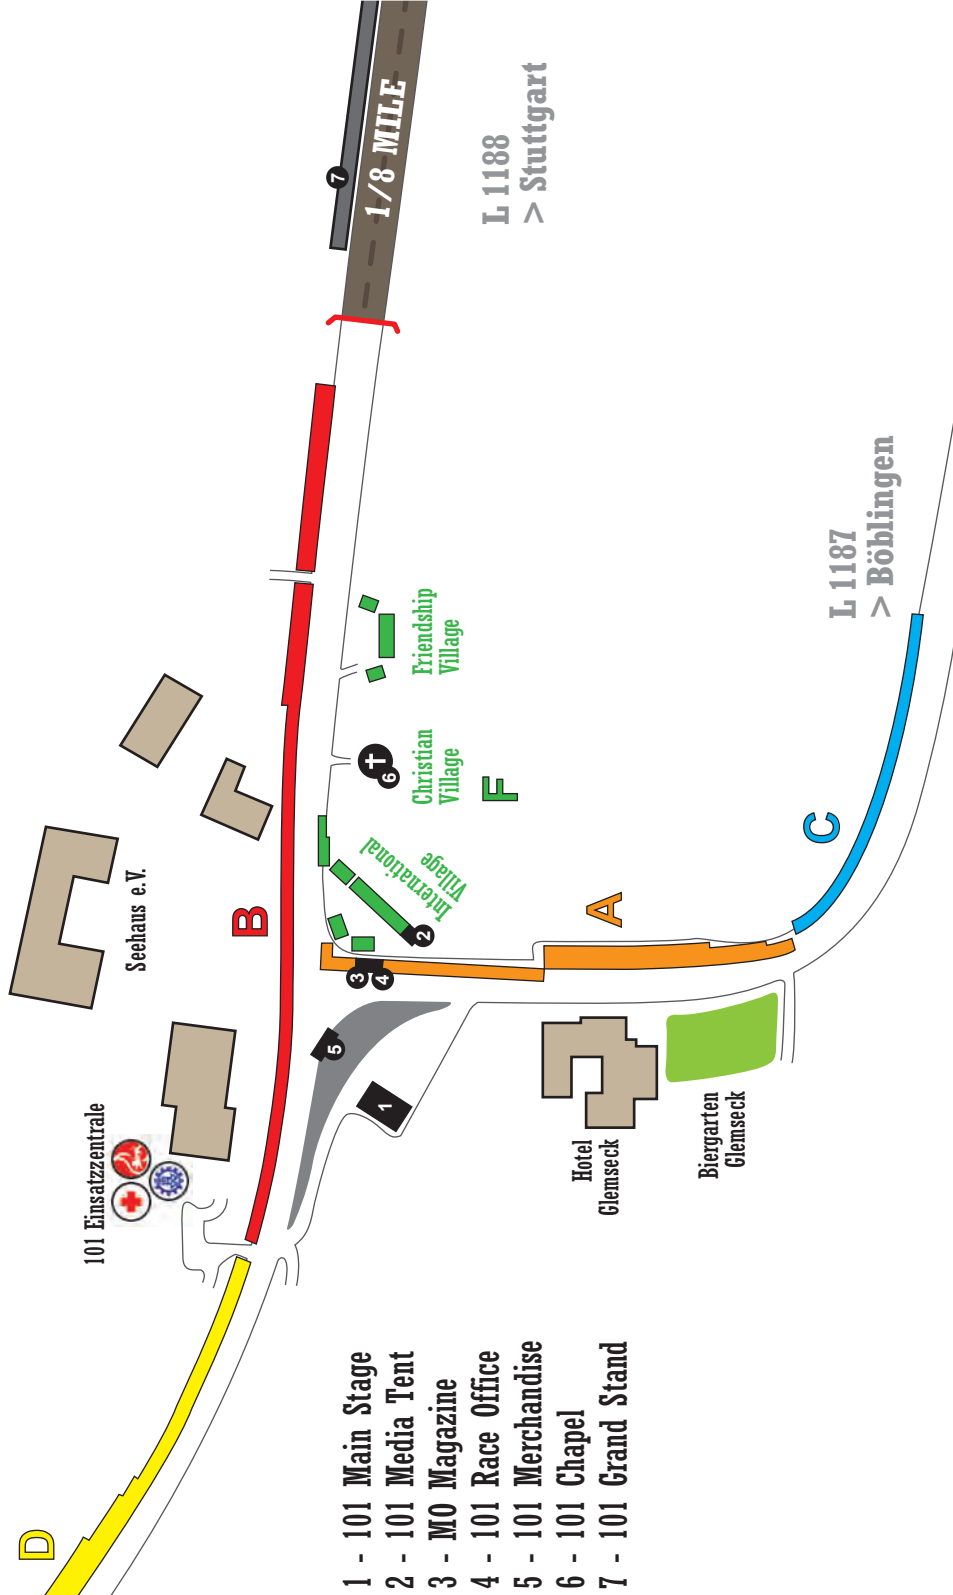 D
101 Einsatzzentrale
Seehaus e.V.
B
7
1/8 MILE
L 1188
> Stuttgart
5
1
3
4
2
International
Village
6
Christian
Village
Friendship
Village
F
A
Hotel
Glemseck
Biergarten
Glemseck
C
L 1187
> Böblingen
1 - 101 Main Stage
2 - 101 Media Tent
3 - MO Magazine
4 - 101 Race Office
5 - 101 Merchandise
6 - 101 Chapel
7 - 101 Grand Stand